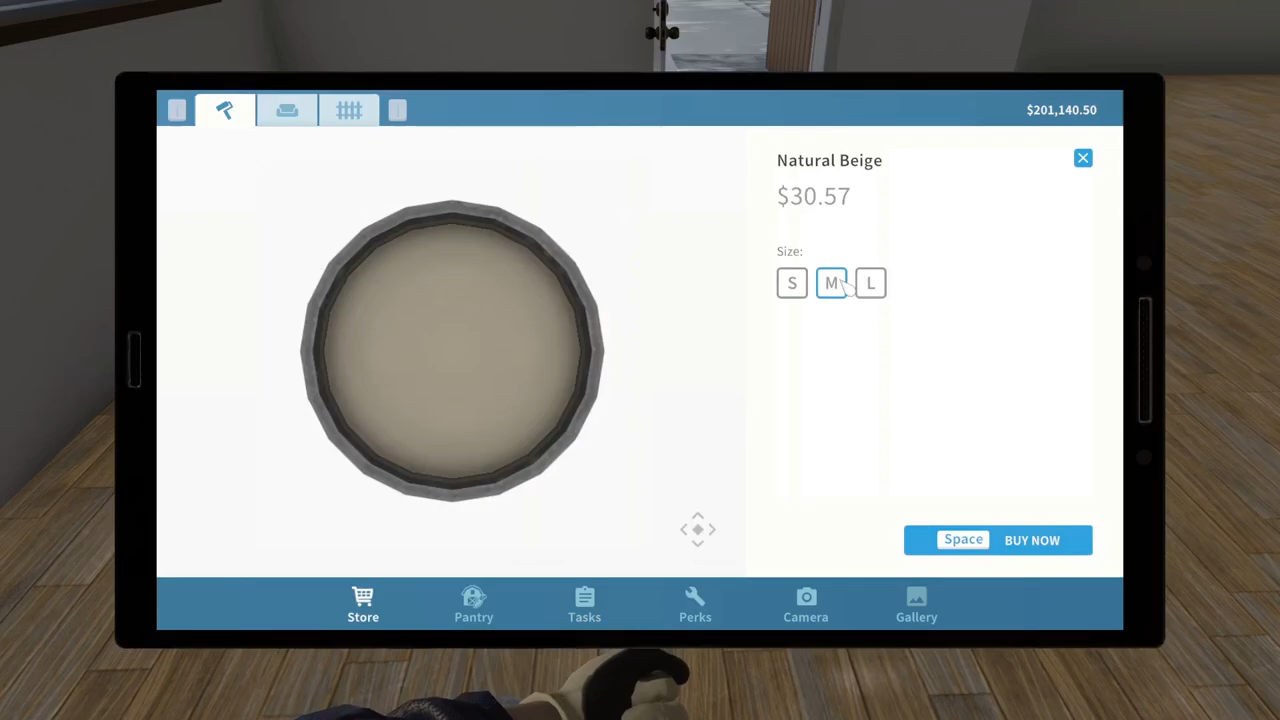 $201,140.50
Natural Beige
$30.57
Size:
S M L
Space BUY NOW
Store Pantry Tasks Perks Camera Gallery